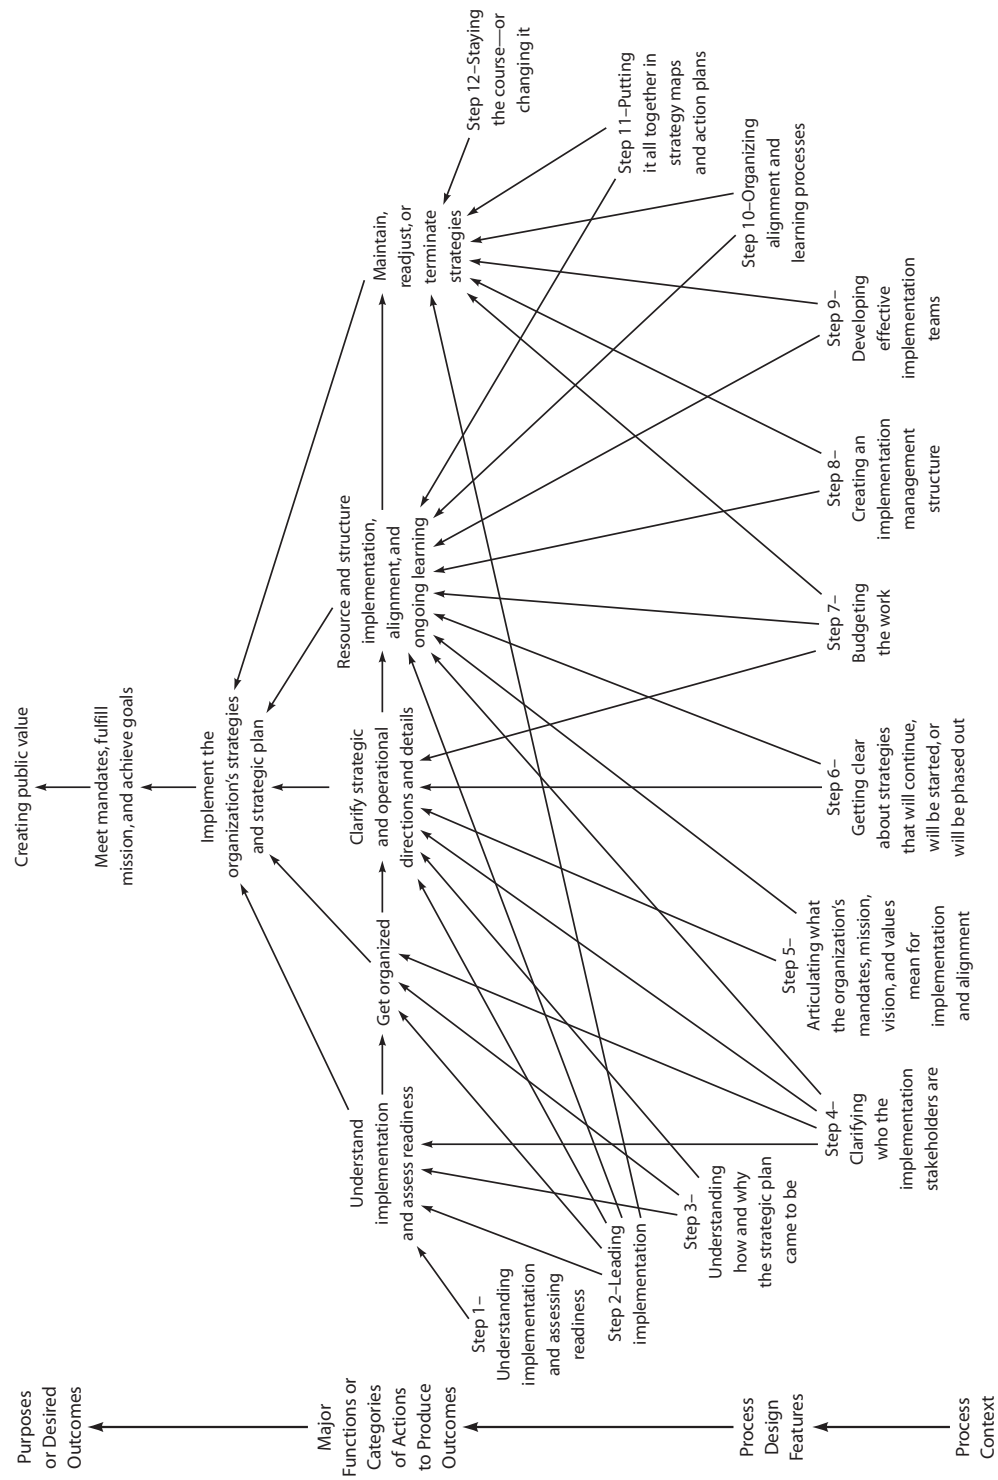 Purposes
or Desired
Outcomes
Major
Functions or
Categories
of Actions
to Produce
Outcomes
Process
Design
Features
Process
Context
Creating public value
Meet mandates, fulfill
mission, and achieve goals
Implement the
organization's strategies
and strategic plan
Understand
implementation
and assess readiness
Get organized
Clarify strategic
and operational
directions and details
Resource and structure
implementation,
alignment, and
ongoing learning
Maintain,
readjust, or
terminate
strategies
Step 1–
Understanding
implementation
and assessing
readiness
Step 2–Leading
implementation
Step 3–
Understanding
how and why
the strategic plan
came to be
Step 4–
Clarifying
who the
implementation
stakeholders are
Step 5–
Articulating what
the organization's
mandates, mission,
vision, and values
mean for
implementation
and alignment
Step 6–
Getting clear
about strategies
that will continue,
will be started, or
will be phased out
Step 7–
Budgeting
the work
Step 8–
Creating an
implementation
management
structure
Step 9–
Developing
effective
implementation
teams
Step 10–Organizing
alignment and
learning processes
Step 11–Putting
it all together in
strategy maps
and action plans
Step 12–Staying
the course—or
changing it